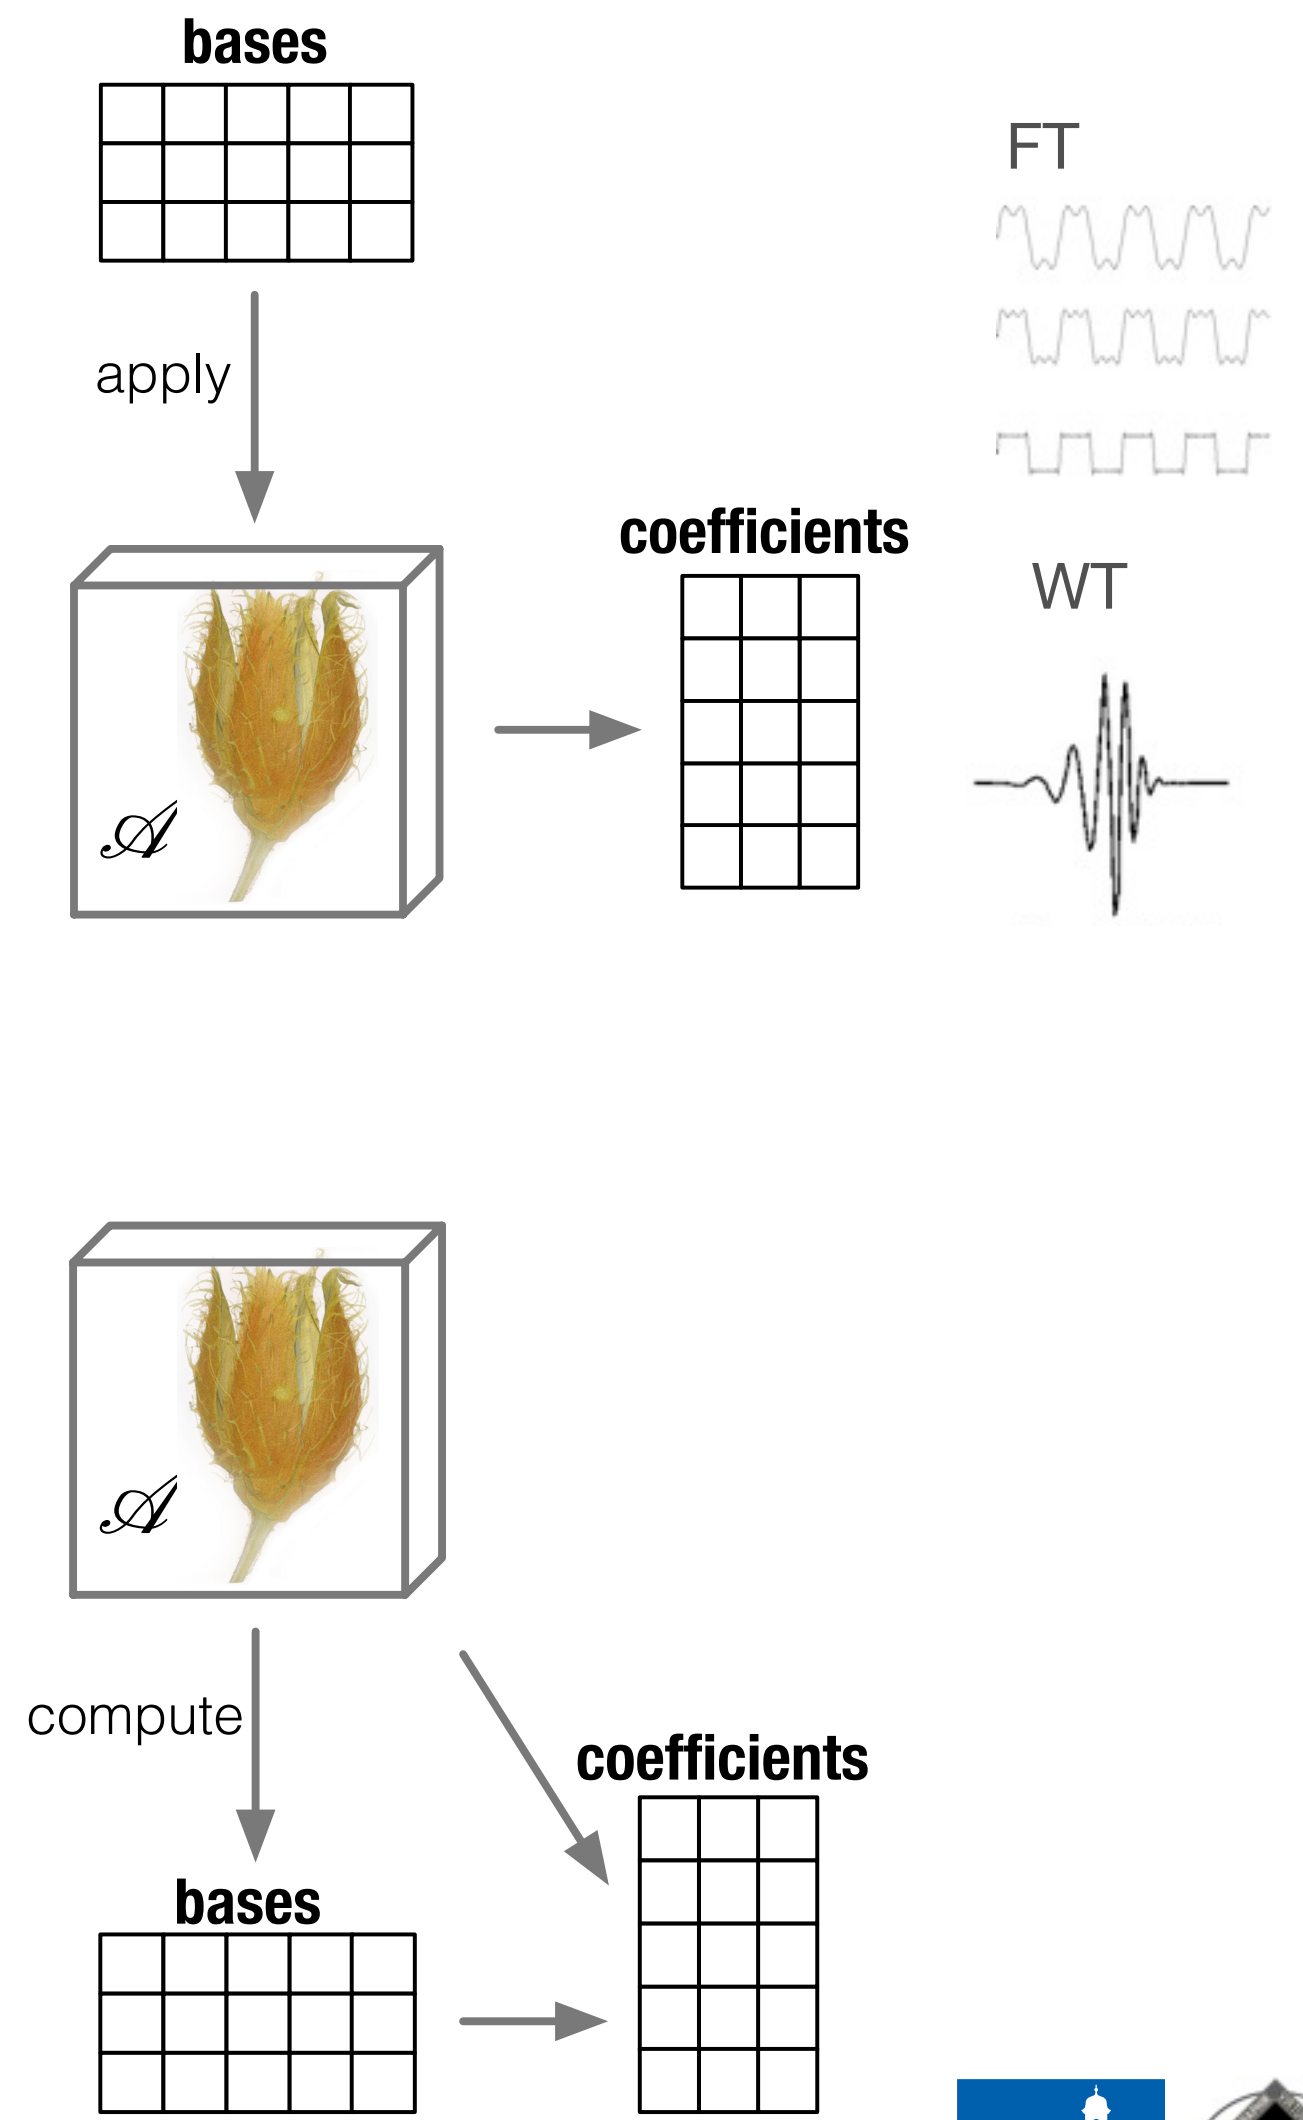 bases
FT
apply
coefficients
WT
𝒜
𝒜
compute
coefficients
bases